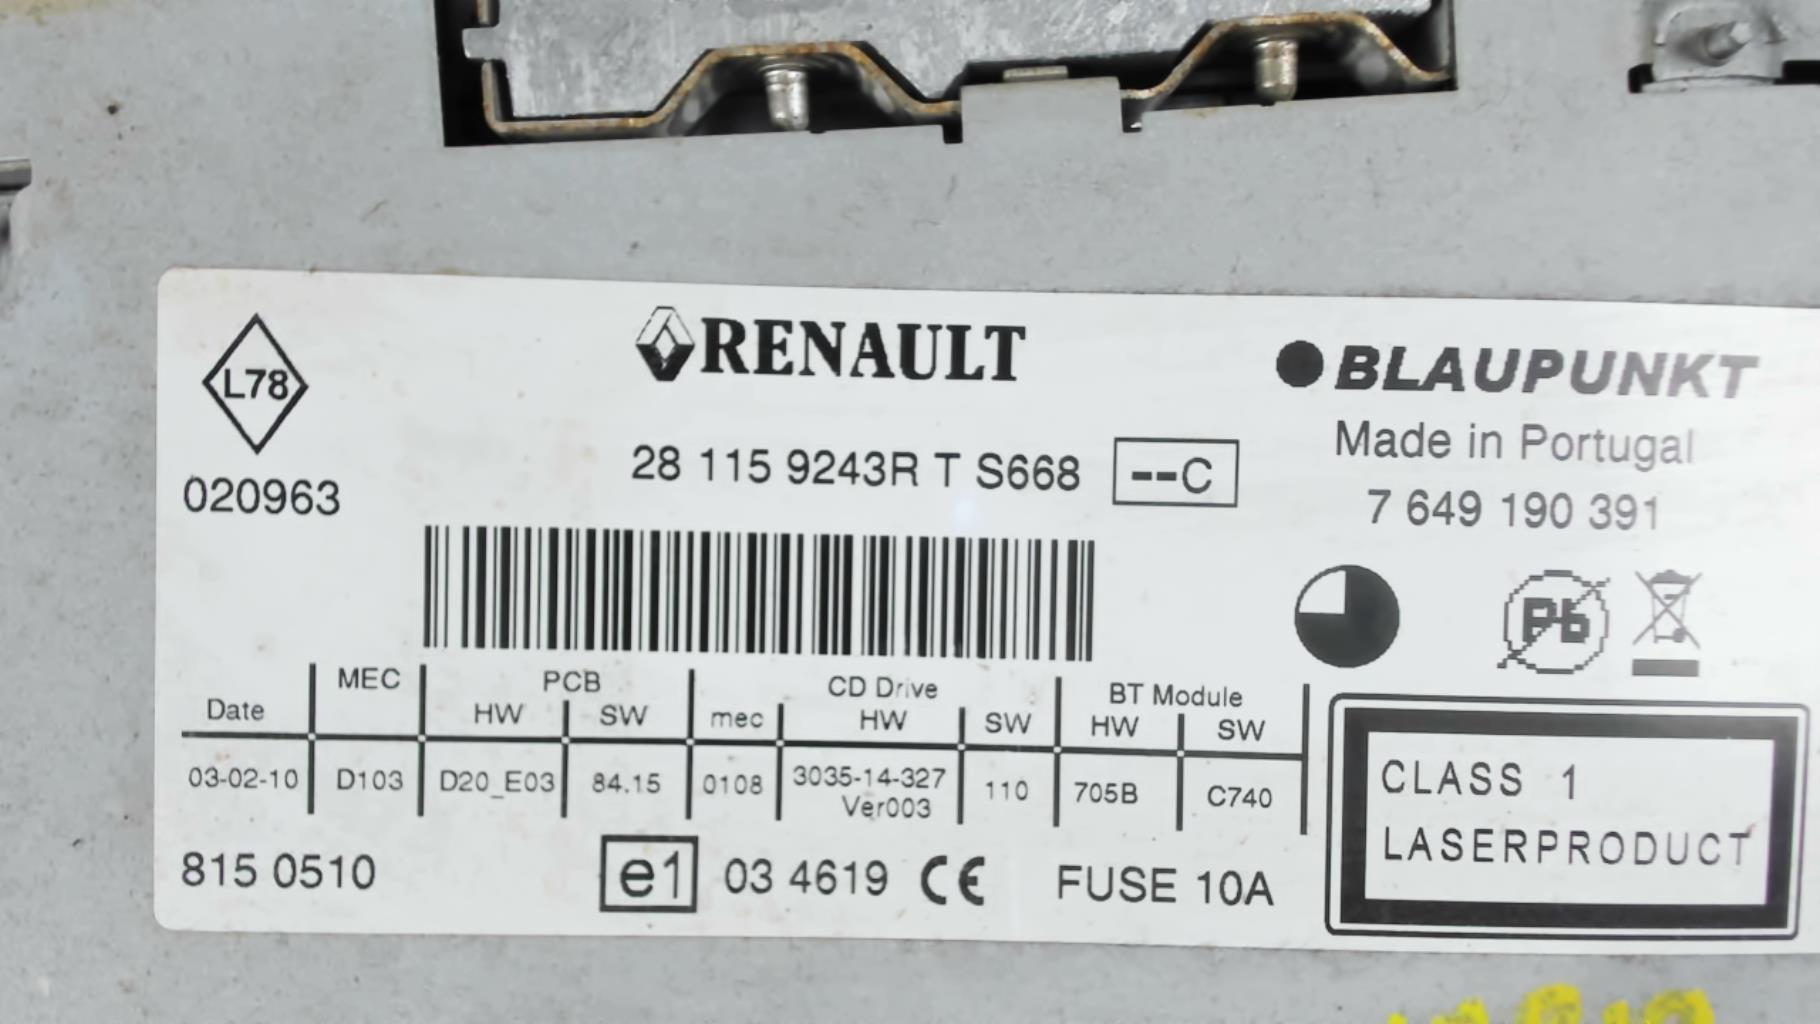 L78
020963
RENAULT
28 115 9243R T S668 --C
BLAUPUNKT
Made in Portugal
7 649 190 391
Pb
Date MEC PCB HW SW CD Drive mec HW SW BT Module HW SW
03-02-10 D103 D20_E03 84.15 0108 3035-14-327 Ver003 110 705B C740
815 0510 e1 03 4619 CE FUSE 10A
CLASS 1
LASERPRODUCT